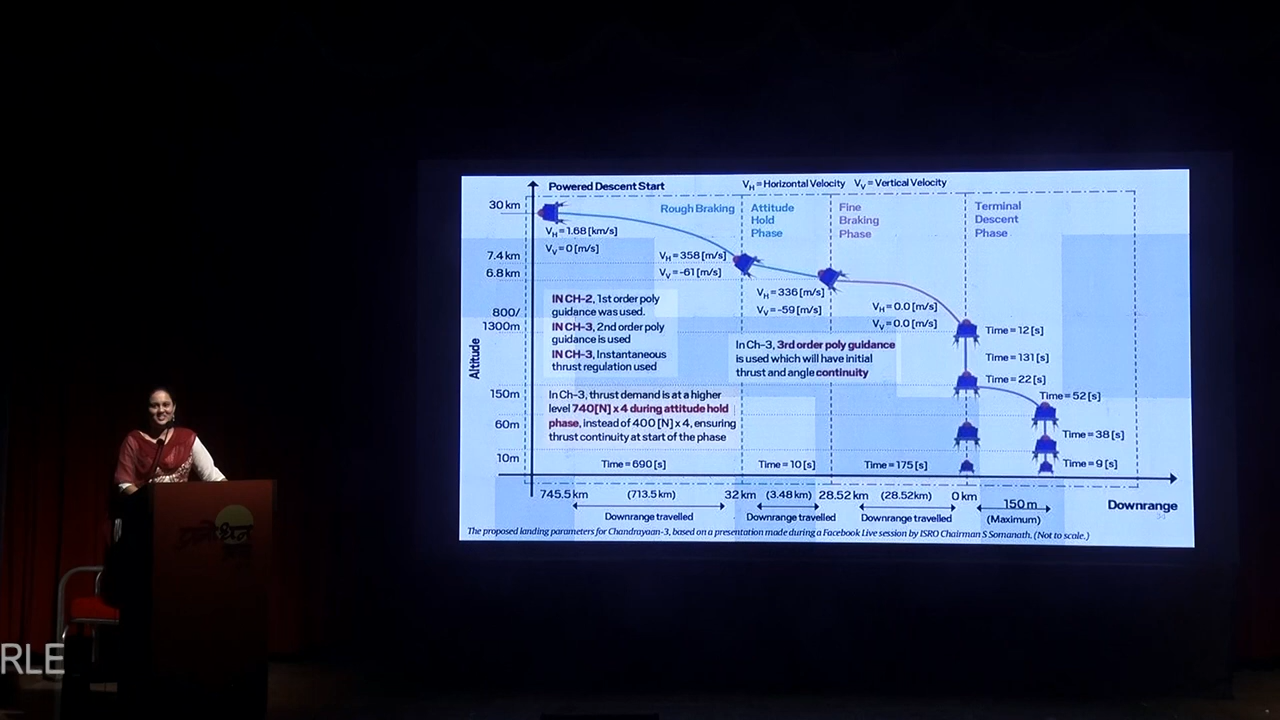 Powered Descent Start
V_H = Horizontal Velocity V_V = Vertical Velocity
30 km
Rough Braking
Attitude
Hold
Phase
Fine
Braking
Phase
Terminal
Descent
Phase
V_H = 1.68 [km/s]
V_V = 0 [m/s]
7.4 km
6.8 km
V_H = 358 [m/s]
V_V = -61 [m/s]
V_H = 336 [m/s]
V_V = -59 [m/s]
V_H = 0.0 [m/s]
V_V = 0.0 [m/s]
800/
1300m
Altitude
IN CH-2, 1st order poly
guidance was used.
IN CH-3, 2nd order poly
guidance is used
IN CH-3, Instantaneous
thrust regulation used
In Ch-3, 3rd order poly guidance
is used which will have initial
thrust and angle continuity
Time = 12 [s]
Time = 131 [s]
Time = 22 [s]
150m
60m
10m
In Ch-3, thrust demand is at a higher
level 740[N] x 4 during attitude hold
phase, instead of 400 [N] x 4, ensuring
thrust continuity at start of the phase
Time = 52 [s]
Time = 38 [s]
Time = 9 [s]
Time = 690 [s]
Time = 10 [s]
Time = 175 [s]
745.5 km (713.5km) 32 km (3.48km) 28.52 km (28.52km) 0 km
150 m
(Maximum)
Downrange
Downrange travelled
Downrange travelled
Downrange travelled
The proposed landing parameters for Chandrayaan-3, based on a presentation made during a Facebook Live session by ISRO Chairman S Somanath. (Not to scale.)
RLE